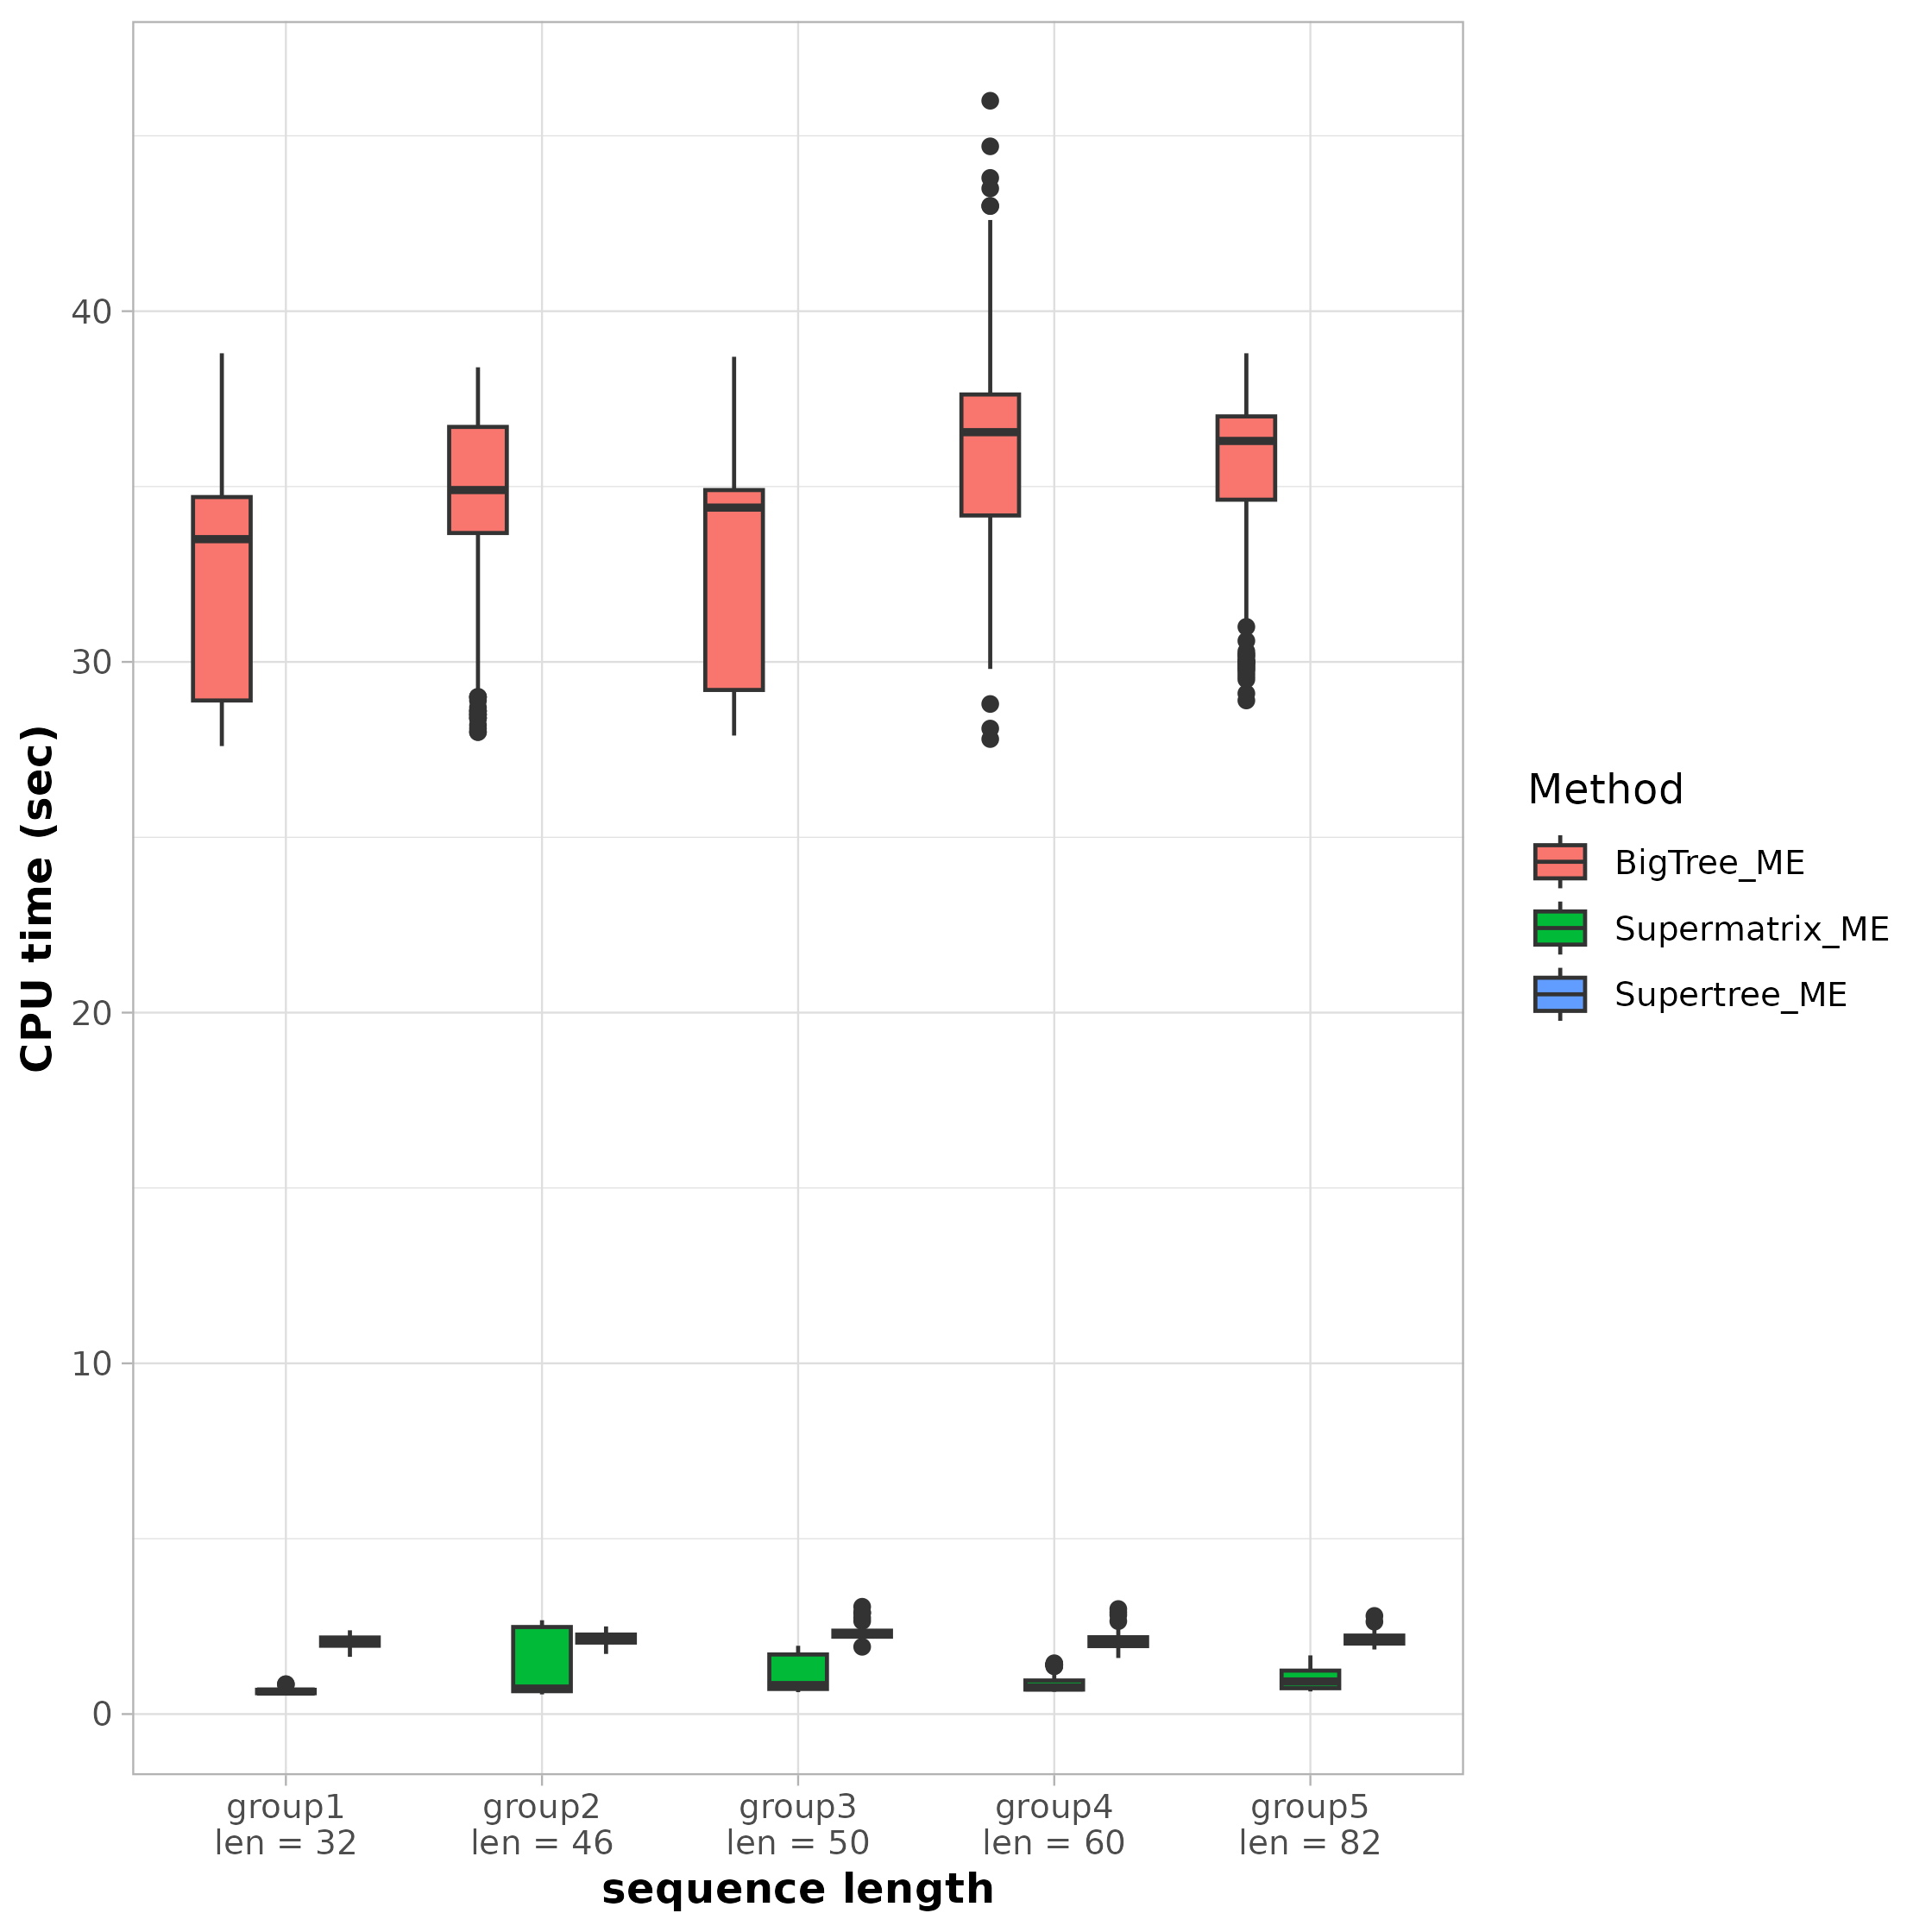 CPU time (sec)
40
30
20
10
0
group1
len = 32
group2
len = 46
group3
len = 50
group4
len = 60
group5
len = 82
sequence length
Method
BigTree_ME
Supermatrix_ME
Supertree_ME